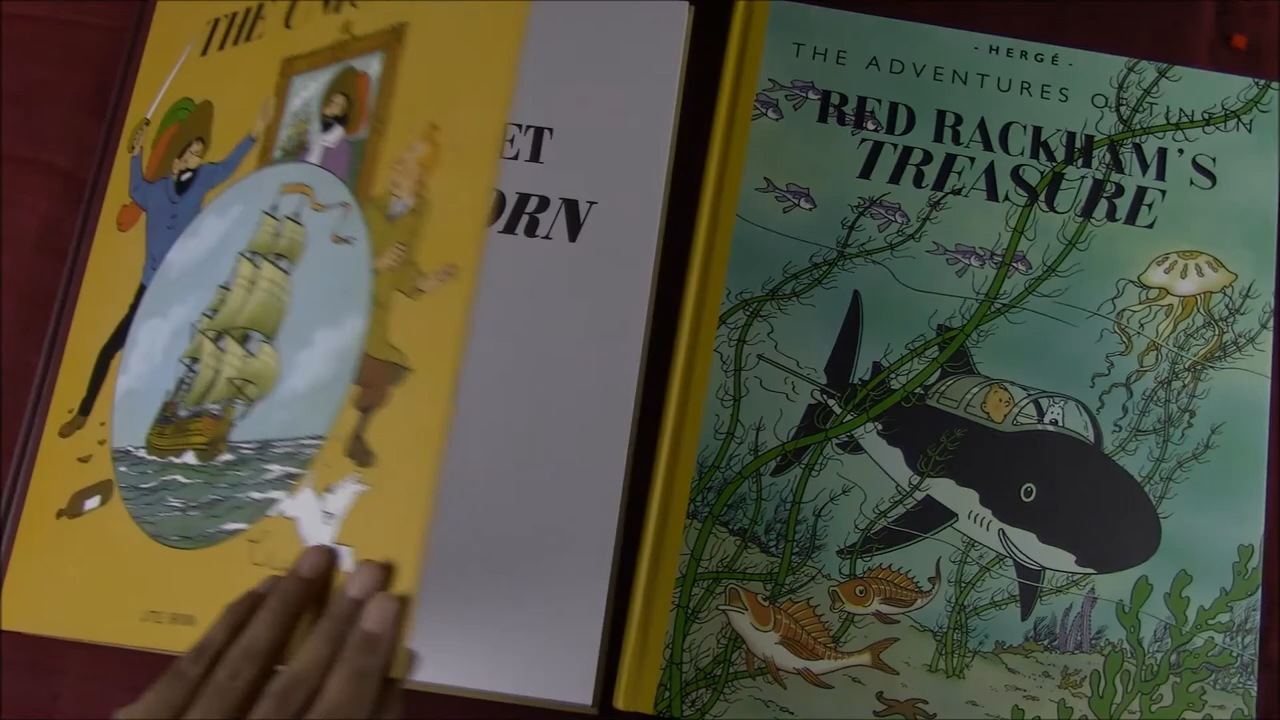 THE
ET
ORN
- HERGÉ -
THE ADVENTURES OF TINTIN
RED RACKHAM'S
TREASURE